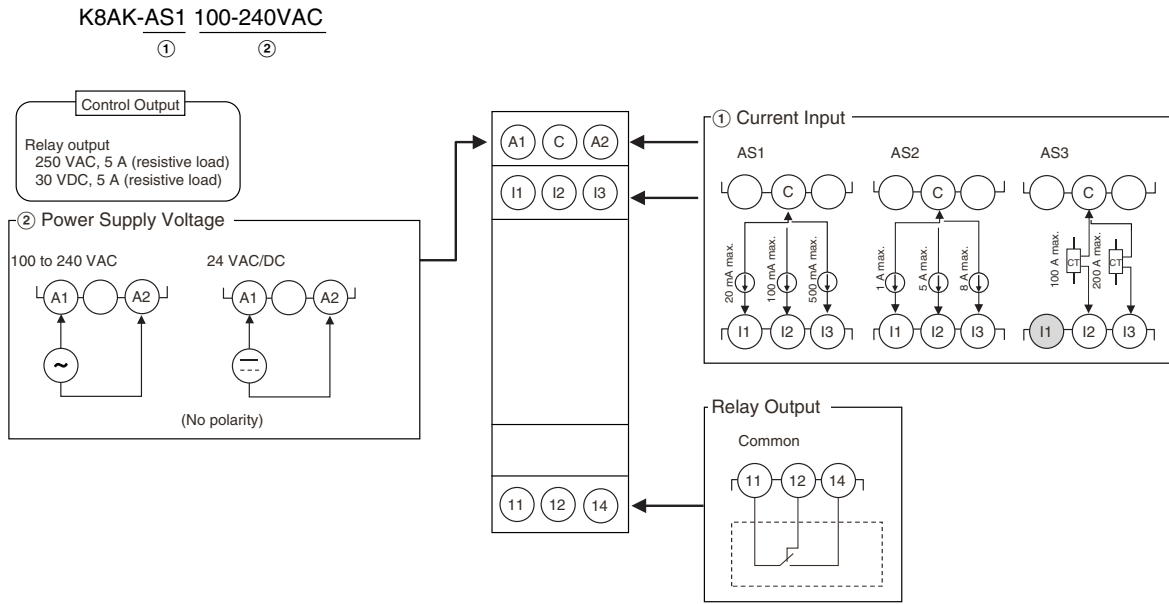 K8AK-AS1 100-240VAC
① ②
Control Output
Relay output
250 VAC, 5 A (resistive load)
30 VDC, 5 A (resistive load)
② Power Supply Voltage
100 to 240 VAC
24 VAC/DC
A1 A2
A1 A2
~
(No polarity)
A1 C A2
I1 I2 I3
11 12 14
① Current Input
AS1
AS2
AS3
C
C
C
20 mA max.
100 mA max.
500 mA max.
1 A max.
5 A max.
8 A max.
100 A max.
CT
200 A max.
CT
I1 I2 I3
I1 I2 I3
I1 I2 I3
Relay Output
Common
11 12 14